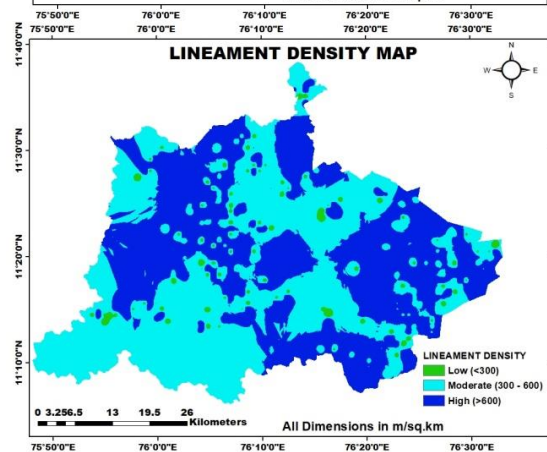 75°50'0"E 76°0'0"E 76°10'0"E 76°20'0"E 76°30'0"E
75°50'0"E 76°0'0"E 76°10'0"E 76°20'0"E 76°30'0"E
LINEAMENT DENSITY MAP
N
W E
S
11°40'0"N
11°30'0"N
11°20'0"N
11°10'0"N
LINEAMENT DENSITY
Low (<300)
Moderate (300 - 600)
High (>600)
0 3.25 6.5 13 19.5 26
Kilometers
All Dimensions in m/sq.km
75°50'0"E 76°0'0"E 76°10'0"E 76°20'0"E 76°30'0"E